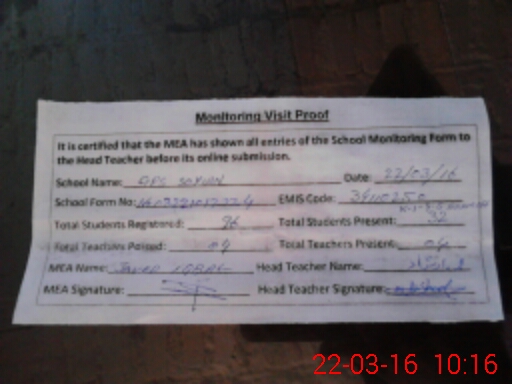 Monitoring Visit Proof
It is certified that the MEA has shown all entries of the School Monitoring Form to
the Head Teacher before its online submission.
School Name: GPS Date: 22/03/16
School Form No: EMIS Code:
Total Students Registered: 96 Total Students Present: 32
Total Teachers Posted: 04 Total Teachers Present: 04
MEA Name: Javed Head Teacher Name:
MEA Signature: Head Teacher Signature:
22-03-16 10:16